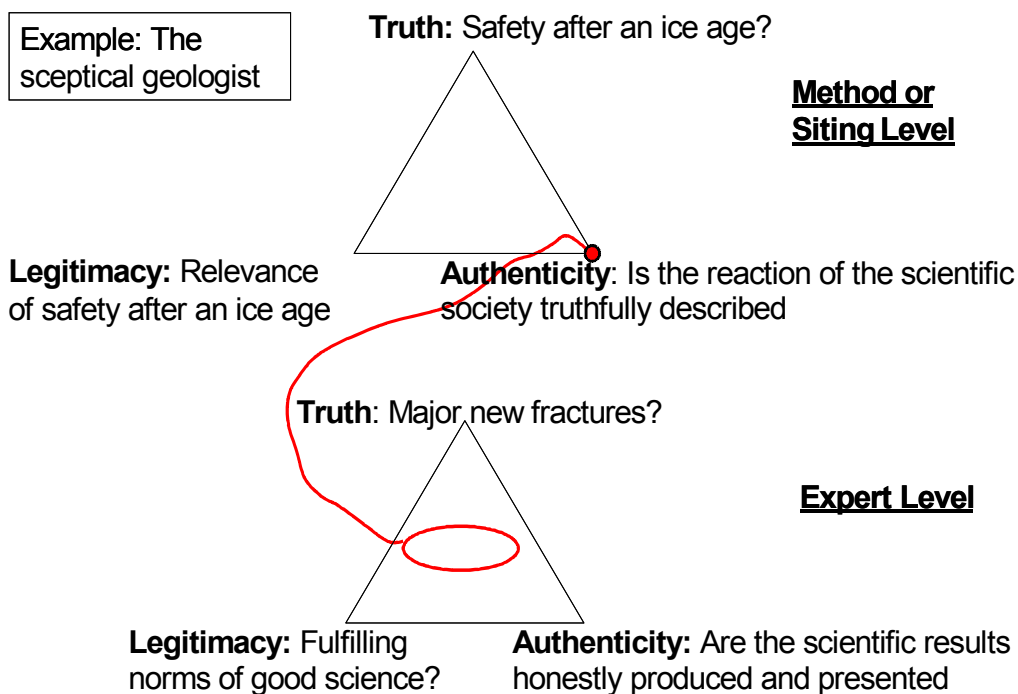 Example: The
sceptical geologist
Truth: Safety after an ice age?
Method or
Siting Level
Legitimacy: Relevance
of safety after an ice age
Authenticity: Is the reaction of the scientific
society truthfully described
Truth: Major new fractures?
Expert Level
Legitimacy: Fulfilling
norms of good science?
Authenticity: Are the scientific results
honestly produced and presented